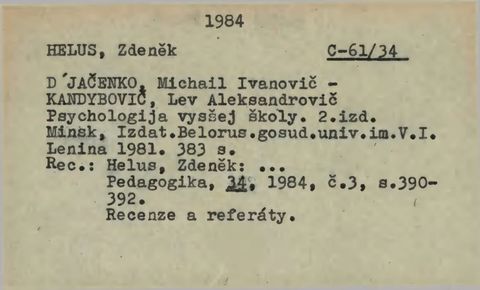 1984
HELUS, Zdeněk C-61/34
D´JAČENKO, Michail Ivanovič -
KANDYBOVIČ, Lev Aleksandrovič
Psychologija vysšej školy. 2.izd.
Minsk, Izdat.Belorus.gosud.univ.im.V.I.
Lenina 1981. 383 s.
Rec.: Helus, Zdeněk: ...
Pedagogika, 34, 1984, č.3, s.390-
392.
Recenze a referáty.